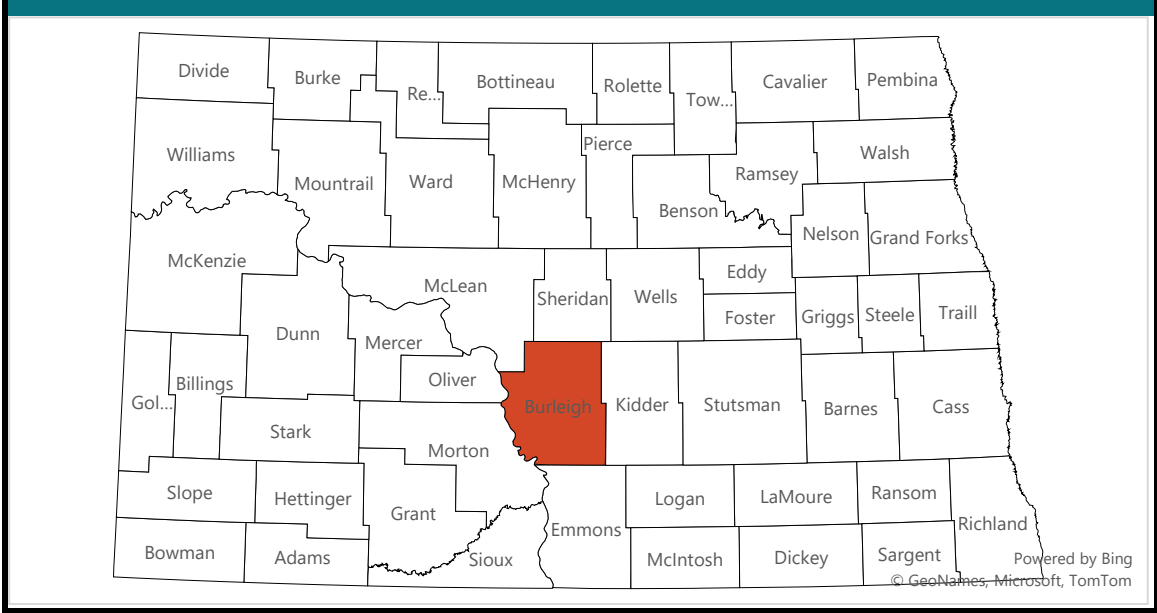 Divide
Burke
Re...
Bottineau
Rolette
Tow...
Cavalier
Pembina
Williams
Mountrail
Ward
McHenry
Pierce
Benson
Ramsey
Walsh
Nelson
Grand Forks
McKenzie
Dunn
McLean
Sheridan
Wells
Eddy
Foster
Griggs
Steele
Traill
Mercer
Oliver
Gol...
Billings
Stark
Morton
Burleigh
Kidder
Stutsman
Barnes
Cass
Slope
Hettinger
Grant
Sioux
Emmons
Logan
LaMoure
Ransom
Richland
Bowman
Adams
McIntosh
Dickey
Sargent
Powered by Bing
© GeoNames, Microsoft, TomTom